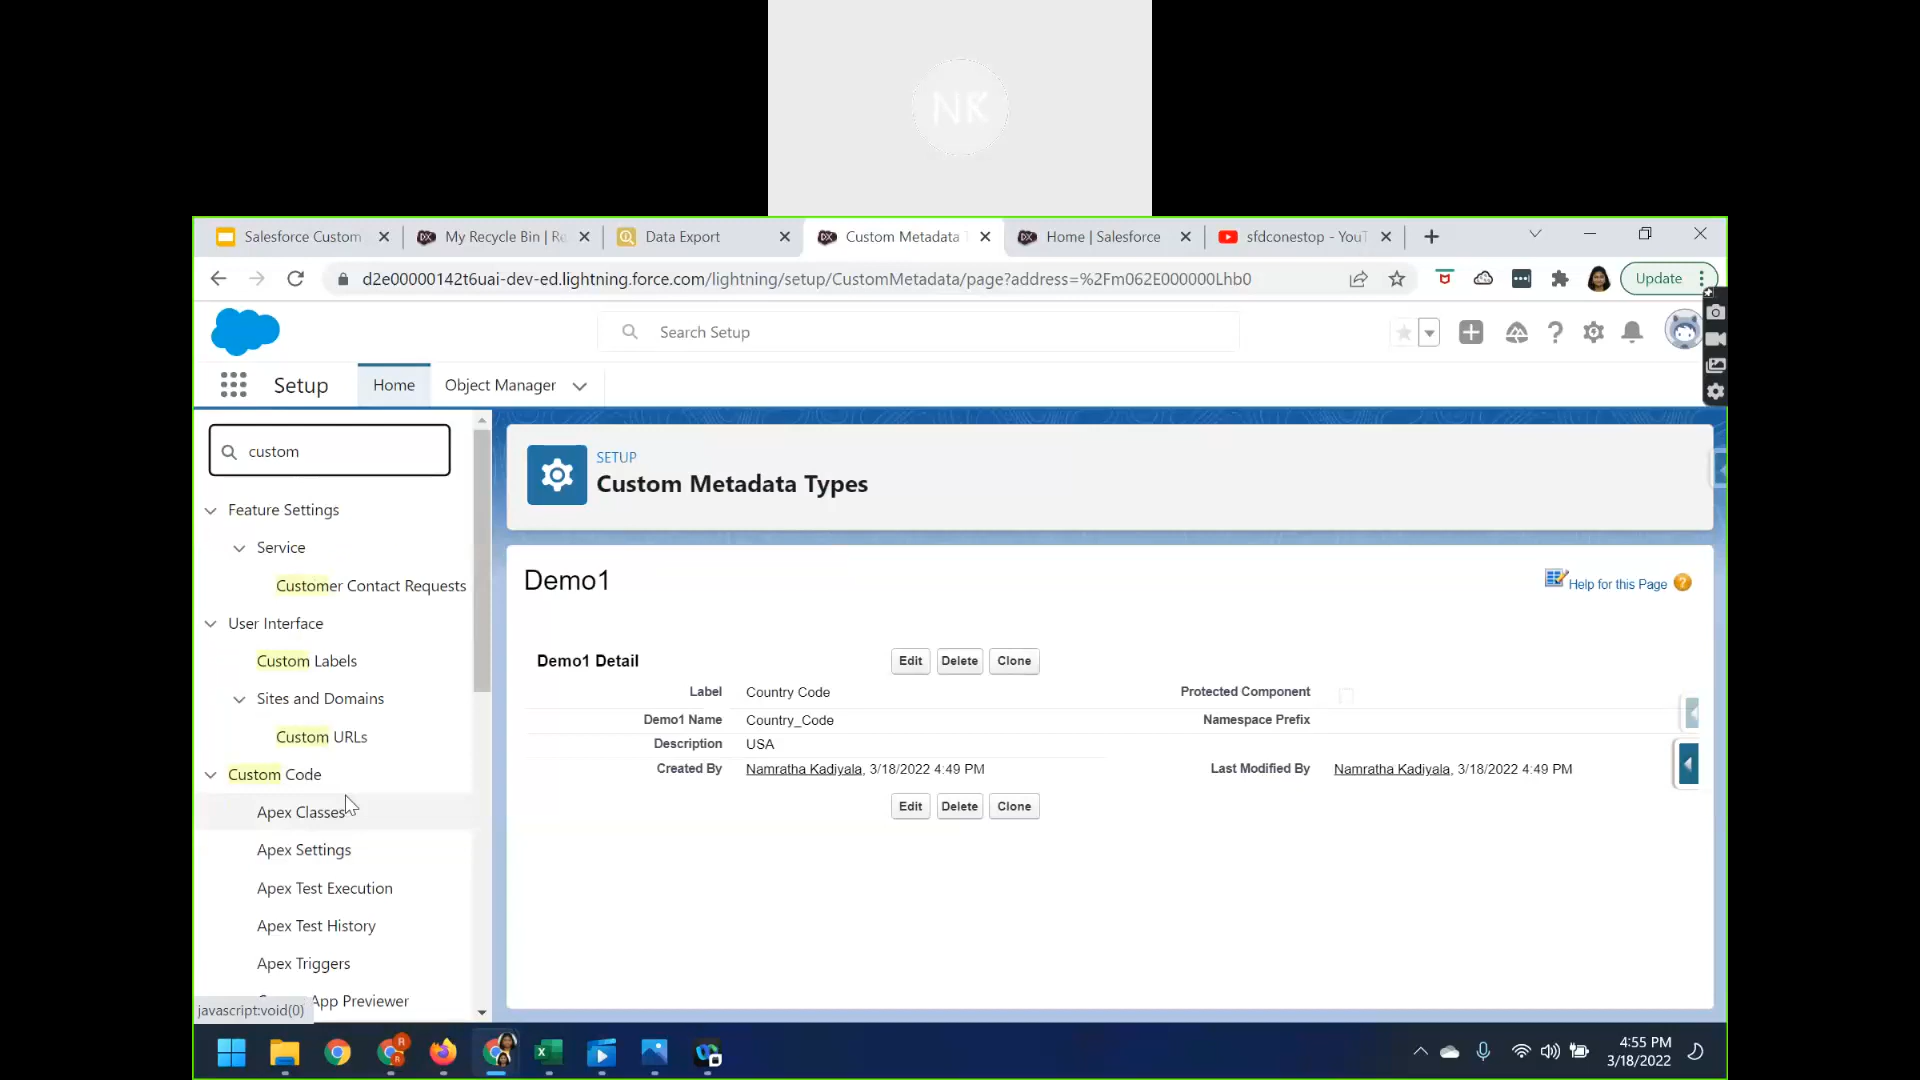 NK
Salesforce Custom
My Recycle Bin | Re
Data Export
Custom Metadata T
Home | Salesforce
sfdconestop - YouT
d2e00000142t6uai-dev-ed.lightning.force.com/lightning/setup/CustomMetadata/page?address=%2Fm062E000000Lhb0
Update
Search Setup
Setup
Home
Object Manager
custom
Feature Settings
Service
Customer Contact Requests
User Interface
Custom Labels
Sites and Domains
Custom URLs
Custom Code
Apex Classes
Apex Settings
Apex Test Execution
Apex Test History
Apex Triggers
App Previewer
javascript:void(0)
SETUP
Custom Metadata Types
Demo1
Help for this Page
Demo1 Detail
Edit
Delete
Clone
Label
Country Code
Protected Component
Demo1 Name
Country_Code
Namespace Prefix
Description
USA
Created By
Namratha Kadiyala, 3/18/2022 4:49 PM
Last Modified By
Namratha Kadiyala, 3/18/2022 4:49 PM
Edit
Delete
Clone
4:55 PM
3/18/2022